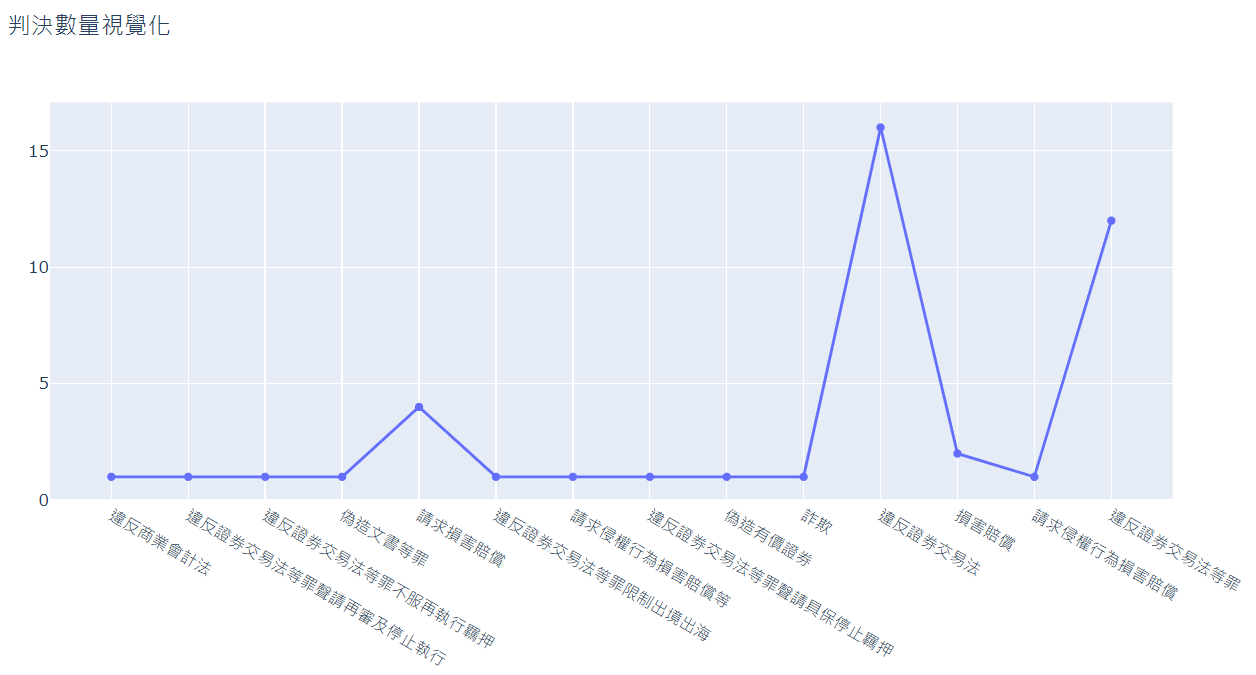 判決數量視覺化
15
10
5
0
違反商業會計法
違反證券交易法等罪聲請再審及停止執行
違反證券交易法等罪不服再執行羈押
偽造文書等罪
請求損害賠償
違反證券交易法等罪限制出境出海
請求侵權行為損害賠償等
違反證券交易法等罪聲請具保停止羈押
偽造有價證券
詐欺
違反證券交易法
損害賠償
請求侵權行為損害賠償
違反證券交易法等罪